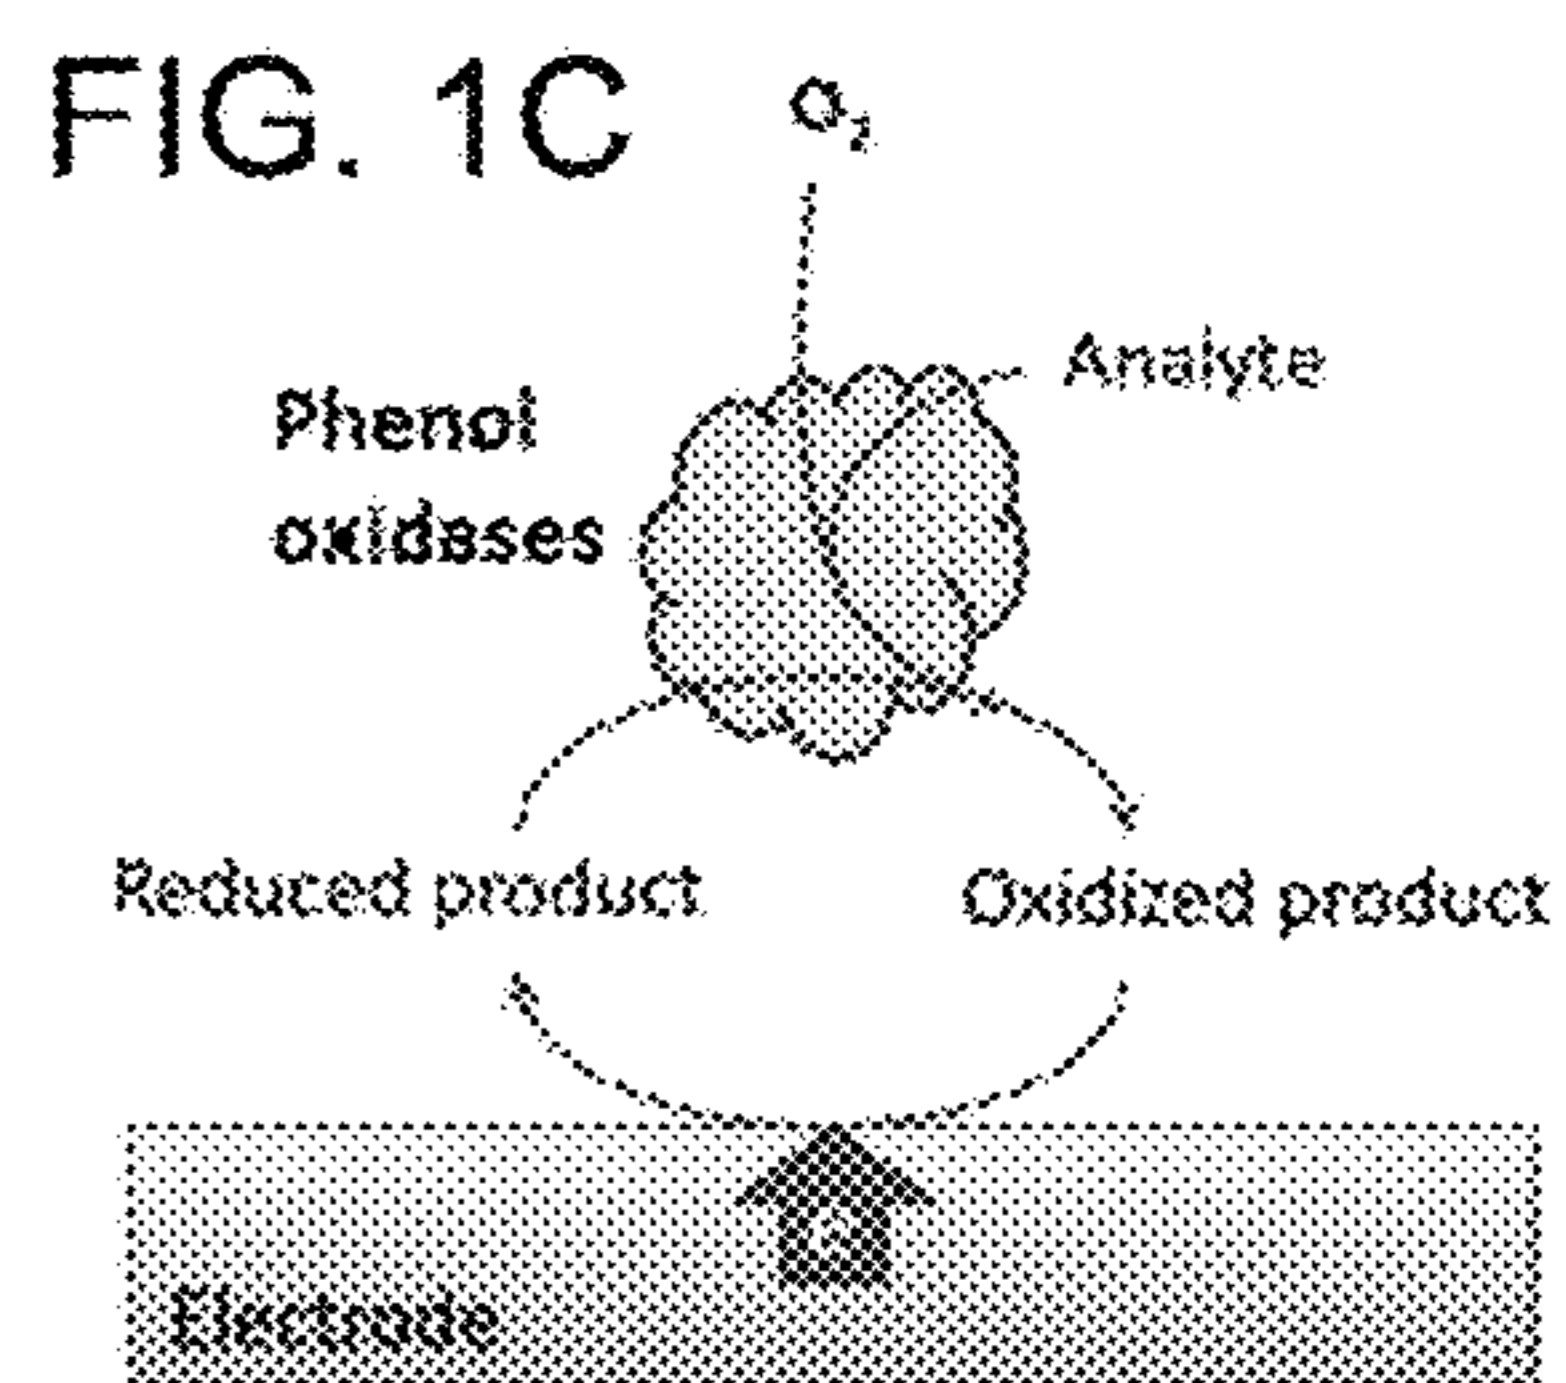 FIG. 1C
O₂
Analyte
Phenol
oxidases
Reduced product
Oxidized product
Electrode